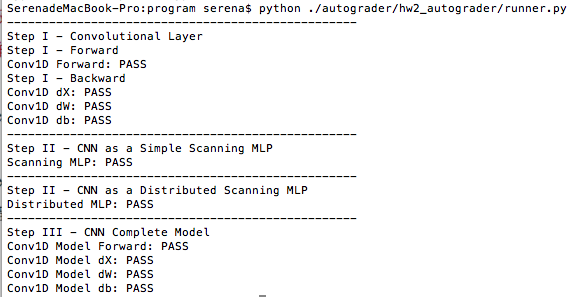 SerenadeMacBook-Pro:program serena$ python ./autograder/hw2_autograder/runner.py
--------------------------------------------------
Step I - Convolutional Layer
Step I - Forward
Conv1D Forward: PASS
Step I - Backward
Conv1D dX: PASS
Conv1D dW: PASS
Conv1D db: PASS
--------------------------------------------------
Step II - CNN as a Simple Scanning MLP
Scanning MLP: PASS
--------------------------------------------------
Step II - CNN as a Distributed Scanning MLP
Distributed MLP: PASS
--------------------------------------------------
Step III - CNN Complete Model
Conv1D Model Forward: PASS
Conv1D Model dX: PASS
Conv1D Model dW: PASS
Conv1D Model db: PASS